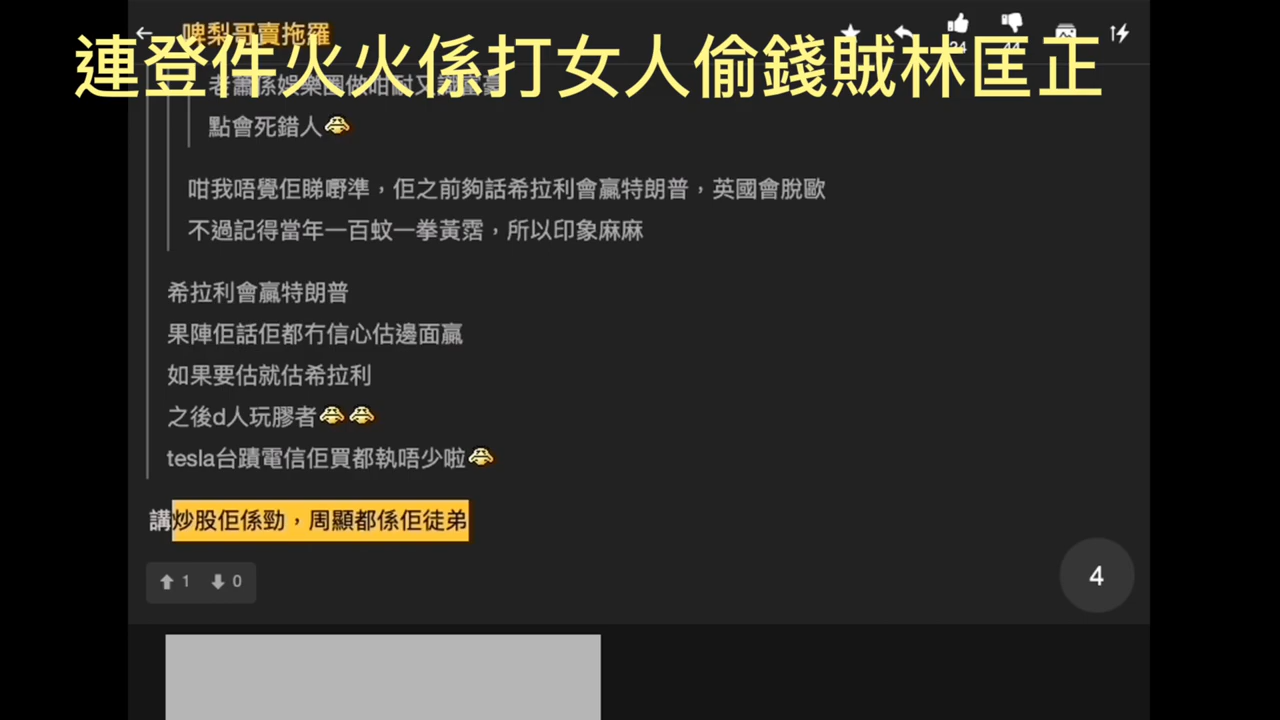 啤梨哥賣拖羅
連登件火火係打女人偷錢賊林匡正
點會死錯人
咁我唔覺佢睇嘢準，佢之前夠話希拉利會贏特朗普，英國會脫歐
不過記得當年一百蚊一拳黃霑，所以印象麻麻
希拉利會贏特朗普
果陣佢話佢都冇信心估邊面贏
如果要估就估希拉利
之後d人玩膠者
tesla台蹟電信佢買都執唔少啦
講炒股佢係勁，周顯都係佢徒弟
1 0
4